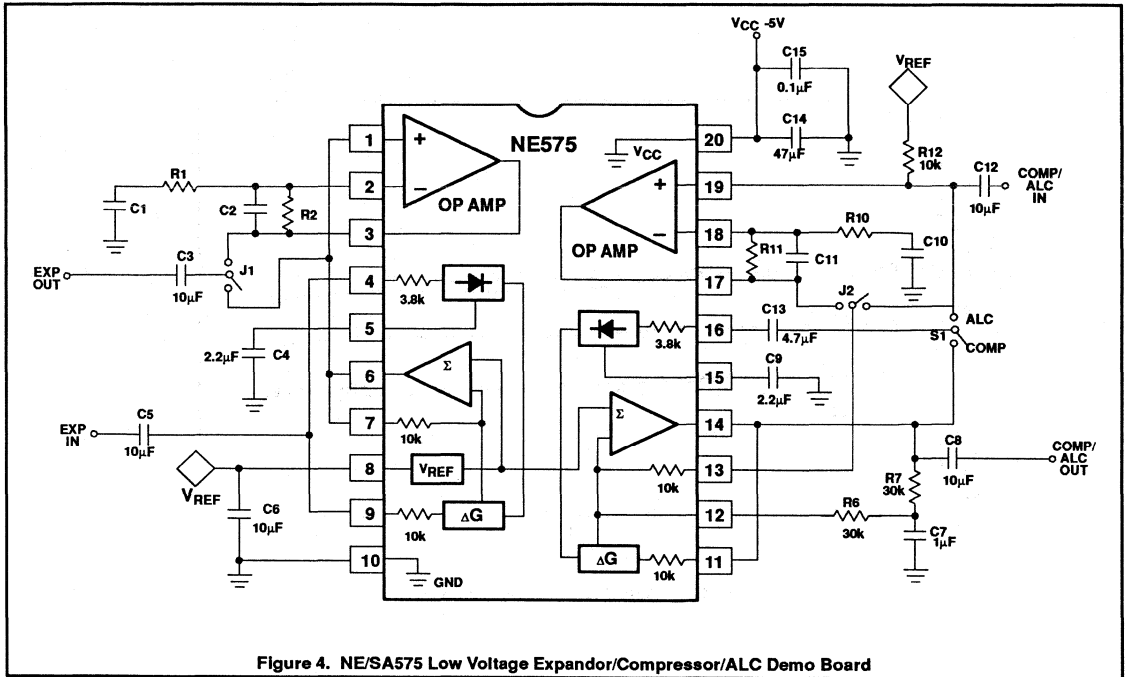 VCC -5V
C15
0.1µF
VREF
C14
47µF
NE575
1
+
−
OP AMP
20
VCC
R12
10k
R1
C1
2
C2
R2
3
19
C12
10µF
COMP/
ALC
IN
+
−
OP AMP
18
R10
R11
C11
C10
17
EXP
OUT
C3
10µF
J1
4
3.8k
J2
ALC
S1
COMP
16
3.8k
C13
4.7µF
5
2.2µF
C4
15
C9
2.2µF
6
Σ
Σ
14
EXP
IN
C5
10µF
7
10k
13
10k
C8
10µF
COMP/
ALC
OUT
R7
30k
8
VREF
VREF
C6
10µF
12
R6
30k
C7
1µF
9
10k
ΔG
ΔG
10k
11
10
GND
Figure 4. NE/SA575 Low Voltage Expandor/Compressor/ALC Demo Board